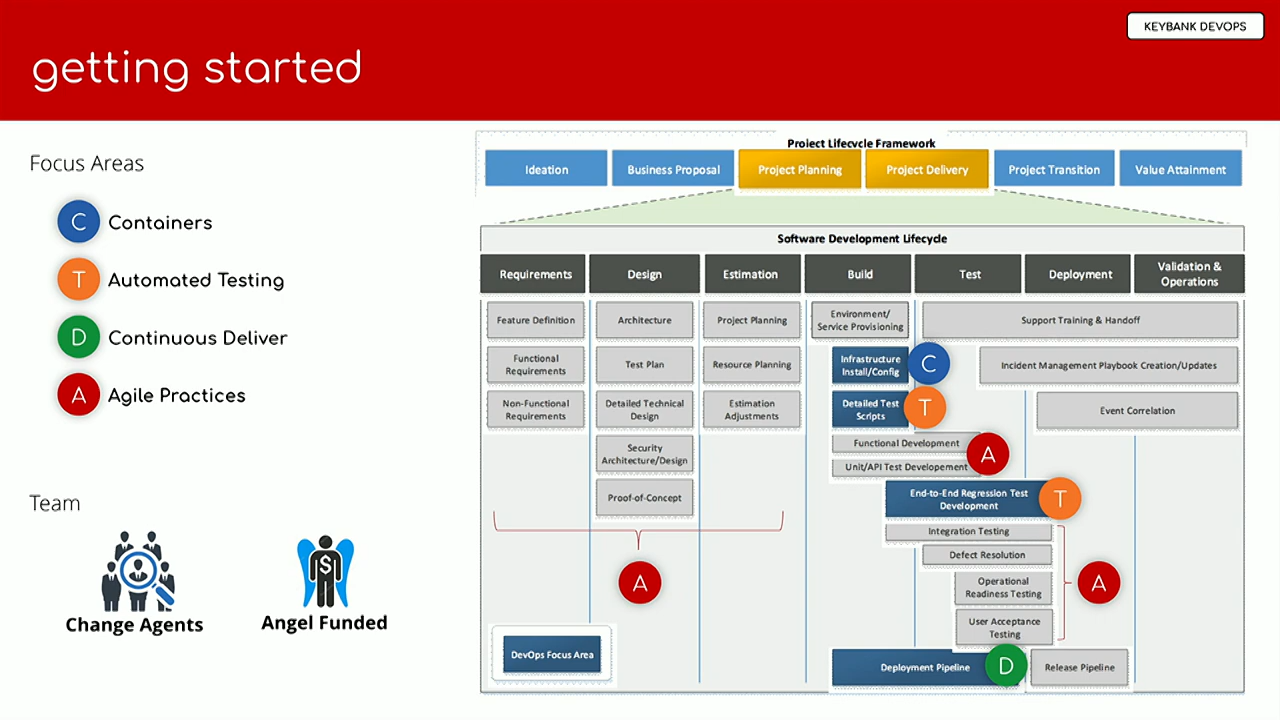 KEYBANK DEVOPS
getting started
Focus Areas
C Containers
T Automated Testing
D Continuous Deliver
A Agile Practices
Team
Change Agents
Angel Funded
Project Lifecycle Framework
Ideation
Business Proposal
Project Planning
Project Delivery
Project Transition
Value Attainment
Software Development Lifecycle
Requirements
Design
Estimation
Build
Test
Deployment
Validation &
Operations
Feature Definition
Functional
Requirements
Non-Functional
Requirements
Architecture
Test Plan
Detailed Technical
Design
Security
Architecture/Design
Proof-of-Concept
Project Planning
Resource Planning
Estimation
Adjustments
A
Environment/
Service Provisioning
Support Training & Handoff
Infrastructure
Install/Config
C
Incident Management Playbook Creation/Updates
Detailed Test
Scripts
T
Event Correlation
Functional Development
Unit/API Test Developement
A
End-to-End Regression Test
Development
T
Integration Testing
Defect Resolution
Operational
Readiness Testing
User Acceptance
Testing
A
DevOps Focus Area
Deployment Pipeline
D
Release Pipeline
$